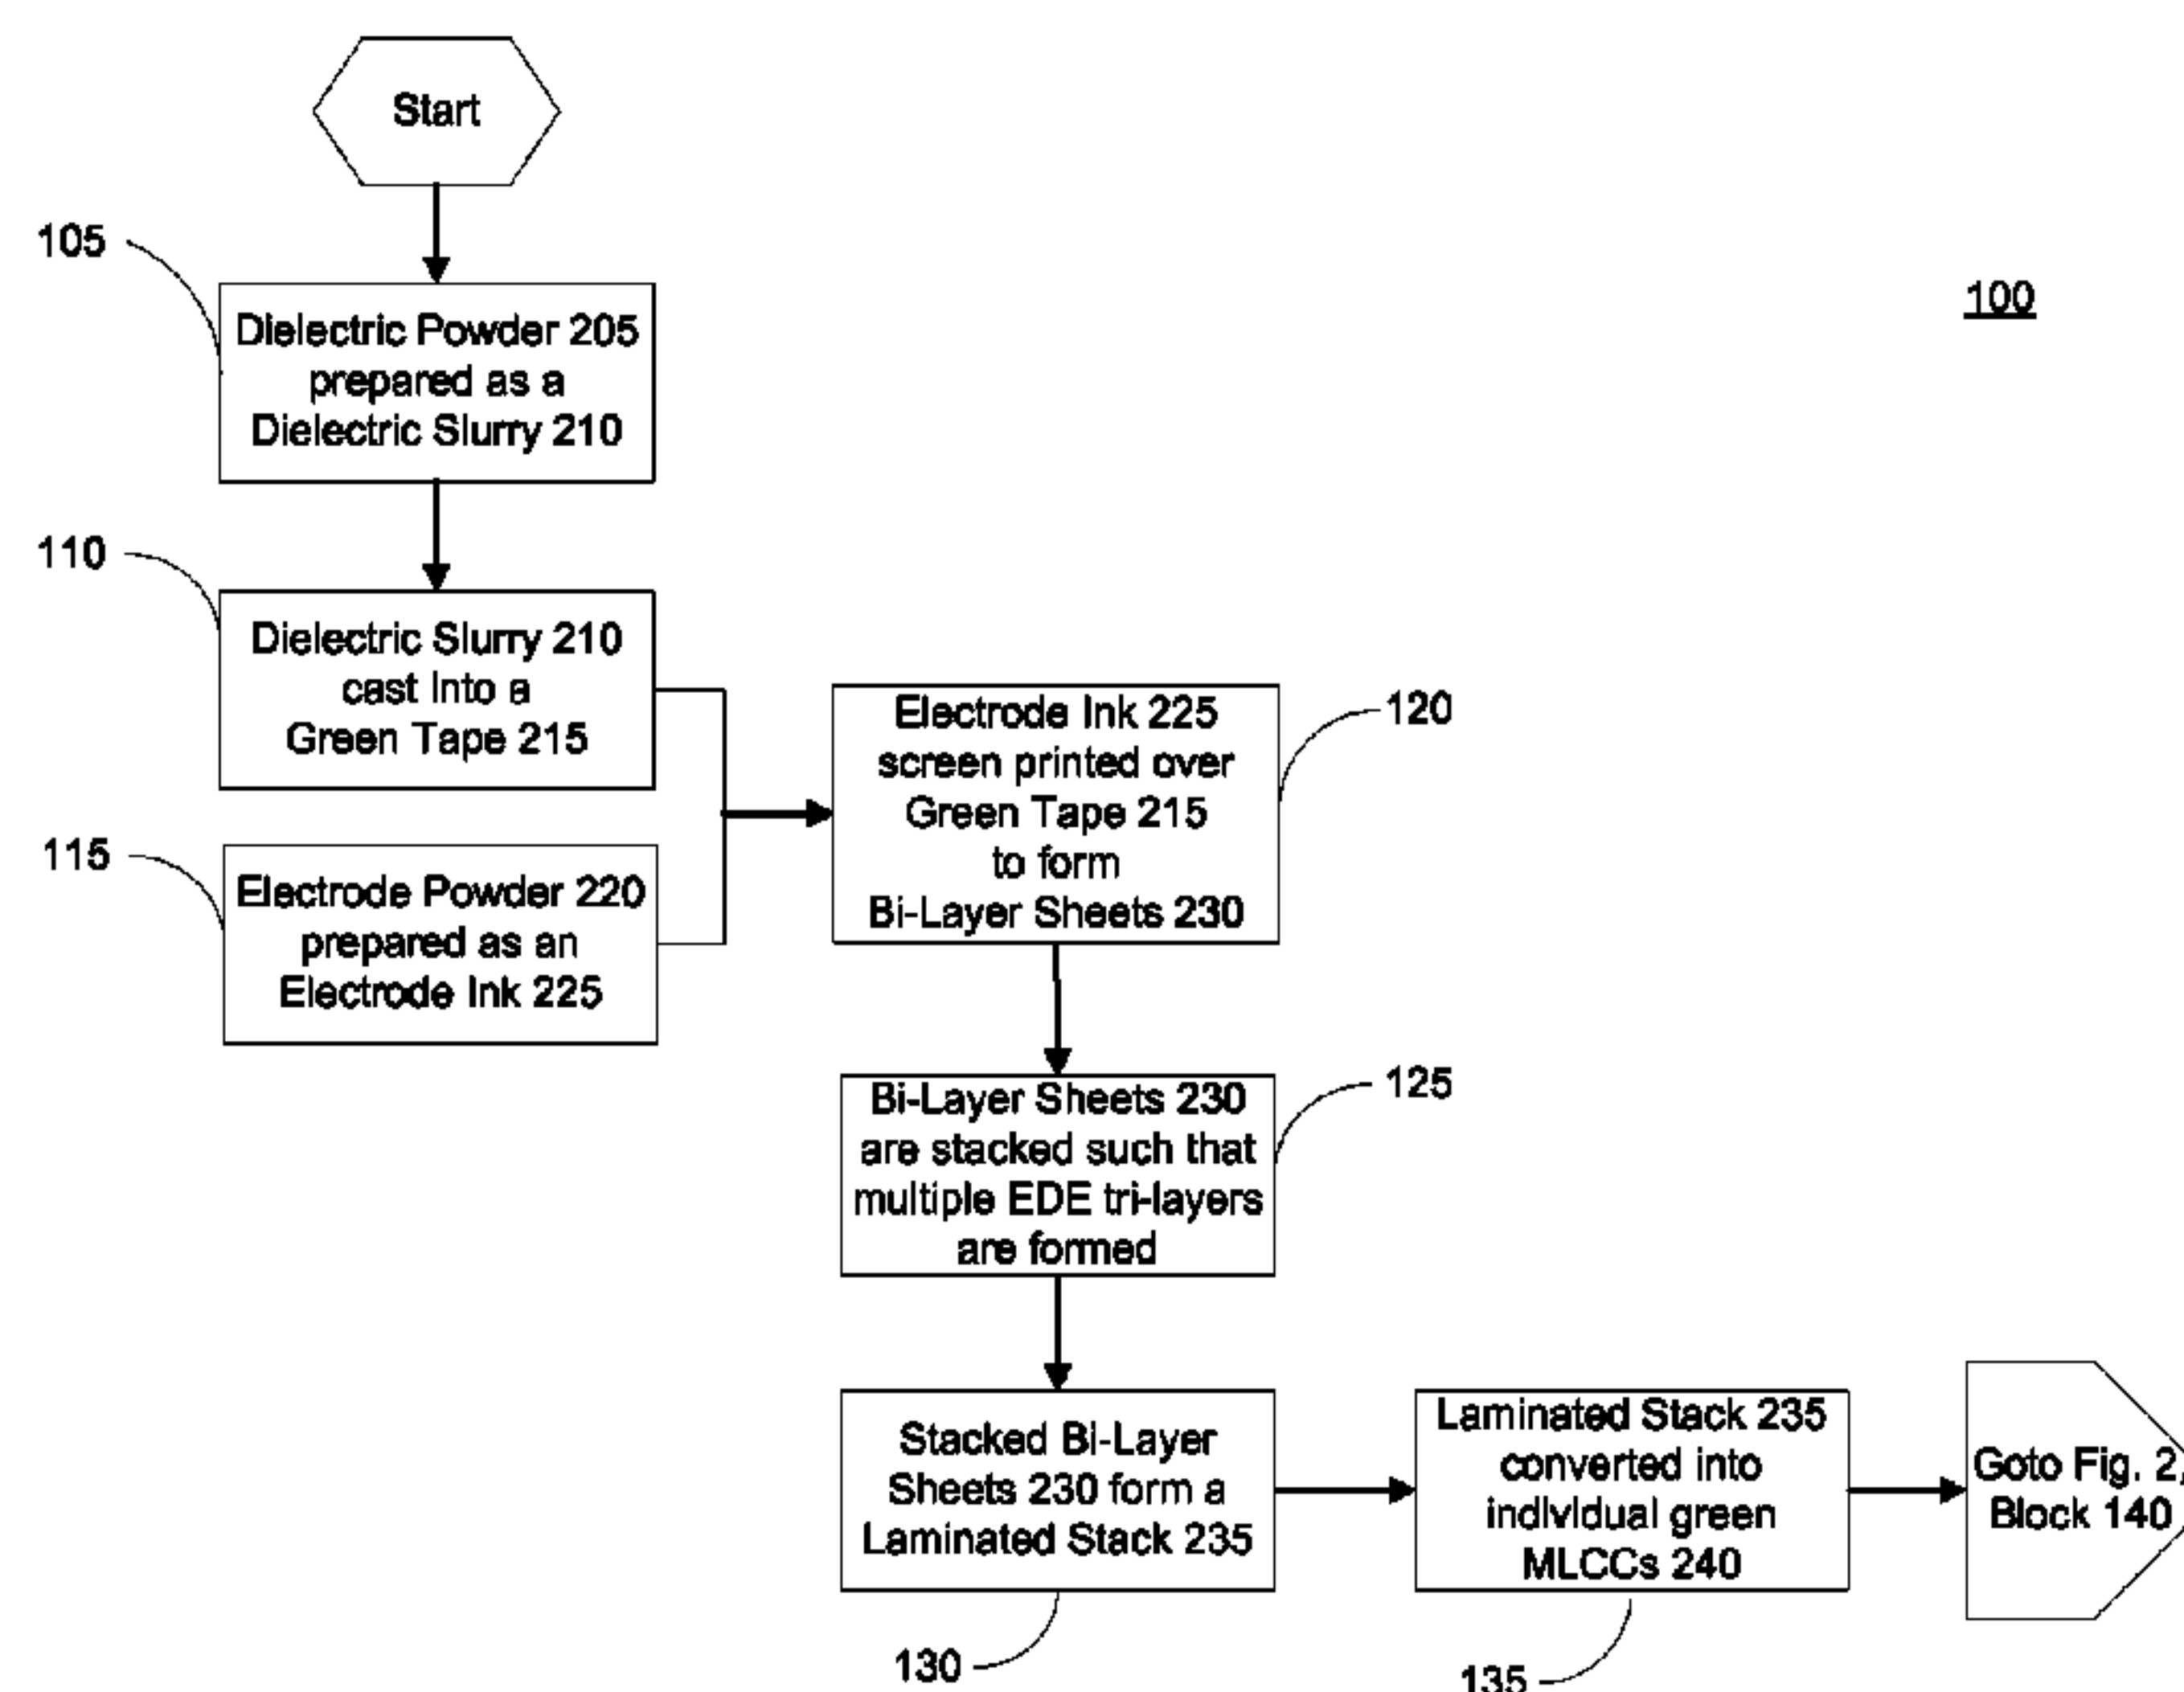 Start
105
100
Dielectric Powder 205
prepared as a
Dielectric Slurry 210
110
Dielectric Slurry 210
cast into a
Green Tape 215
115
Electrode Powder 220
prepared as an
Electrode Ink 225
Electrode Ink 225
screen printed over
Green Tape 215
to form
Bi-Layer Sheets 230
120
Bi-Layer Sheets 230
are stacked such that
multiple EDE tri-layers
are formed
125
Stacked Bi-Layer
Sheets 230 form a
Laminated Stack 235
130
Laminated Stack 235
converted into
individual green
MLCCs 240
135
Goto Fig. 2,
Block 140